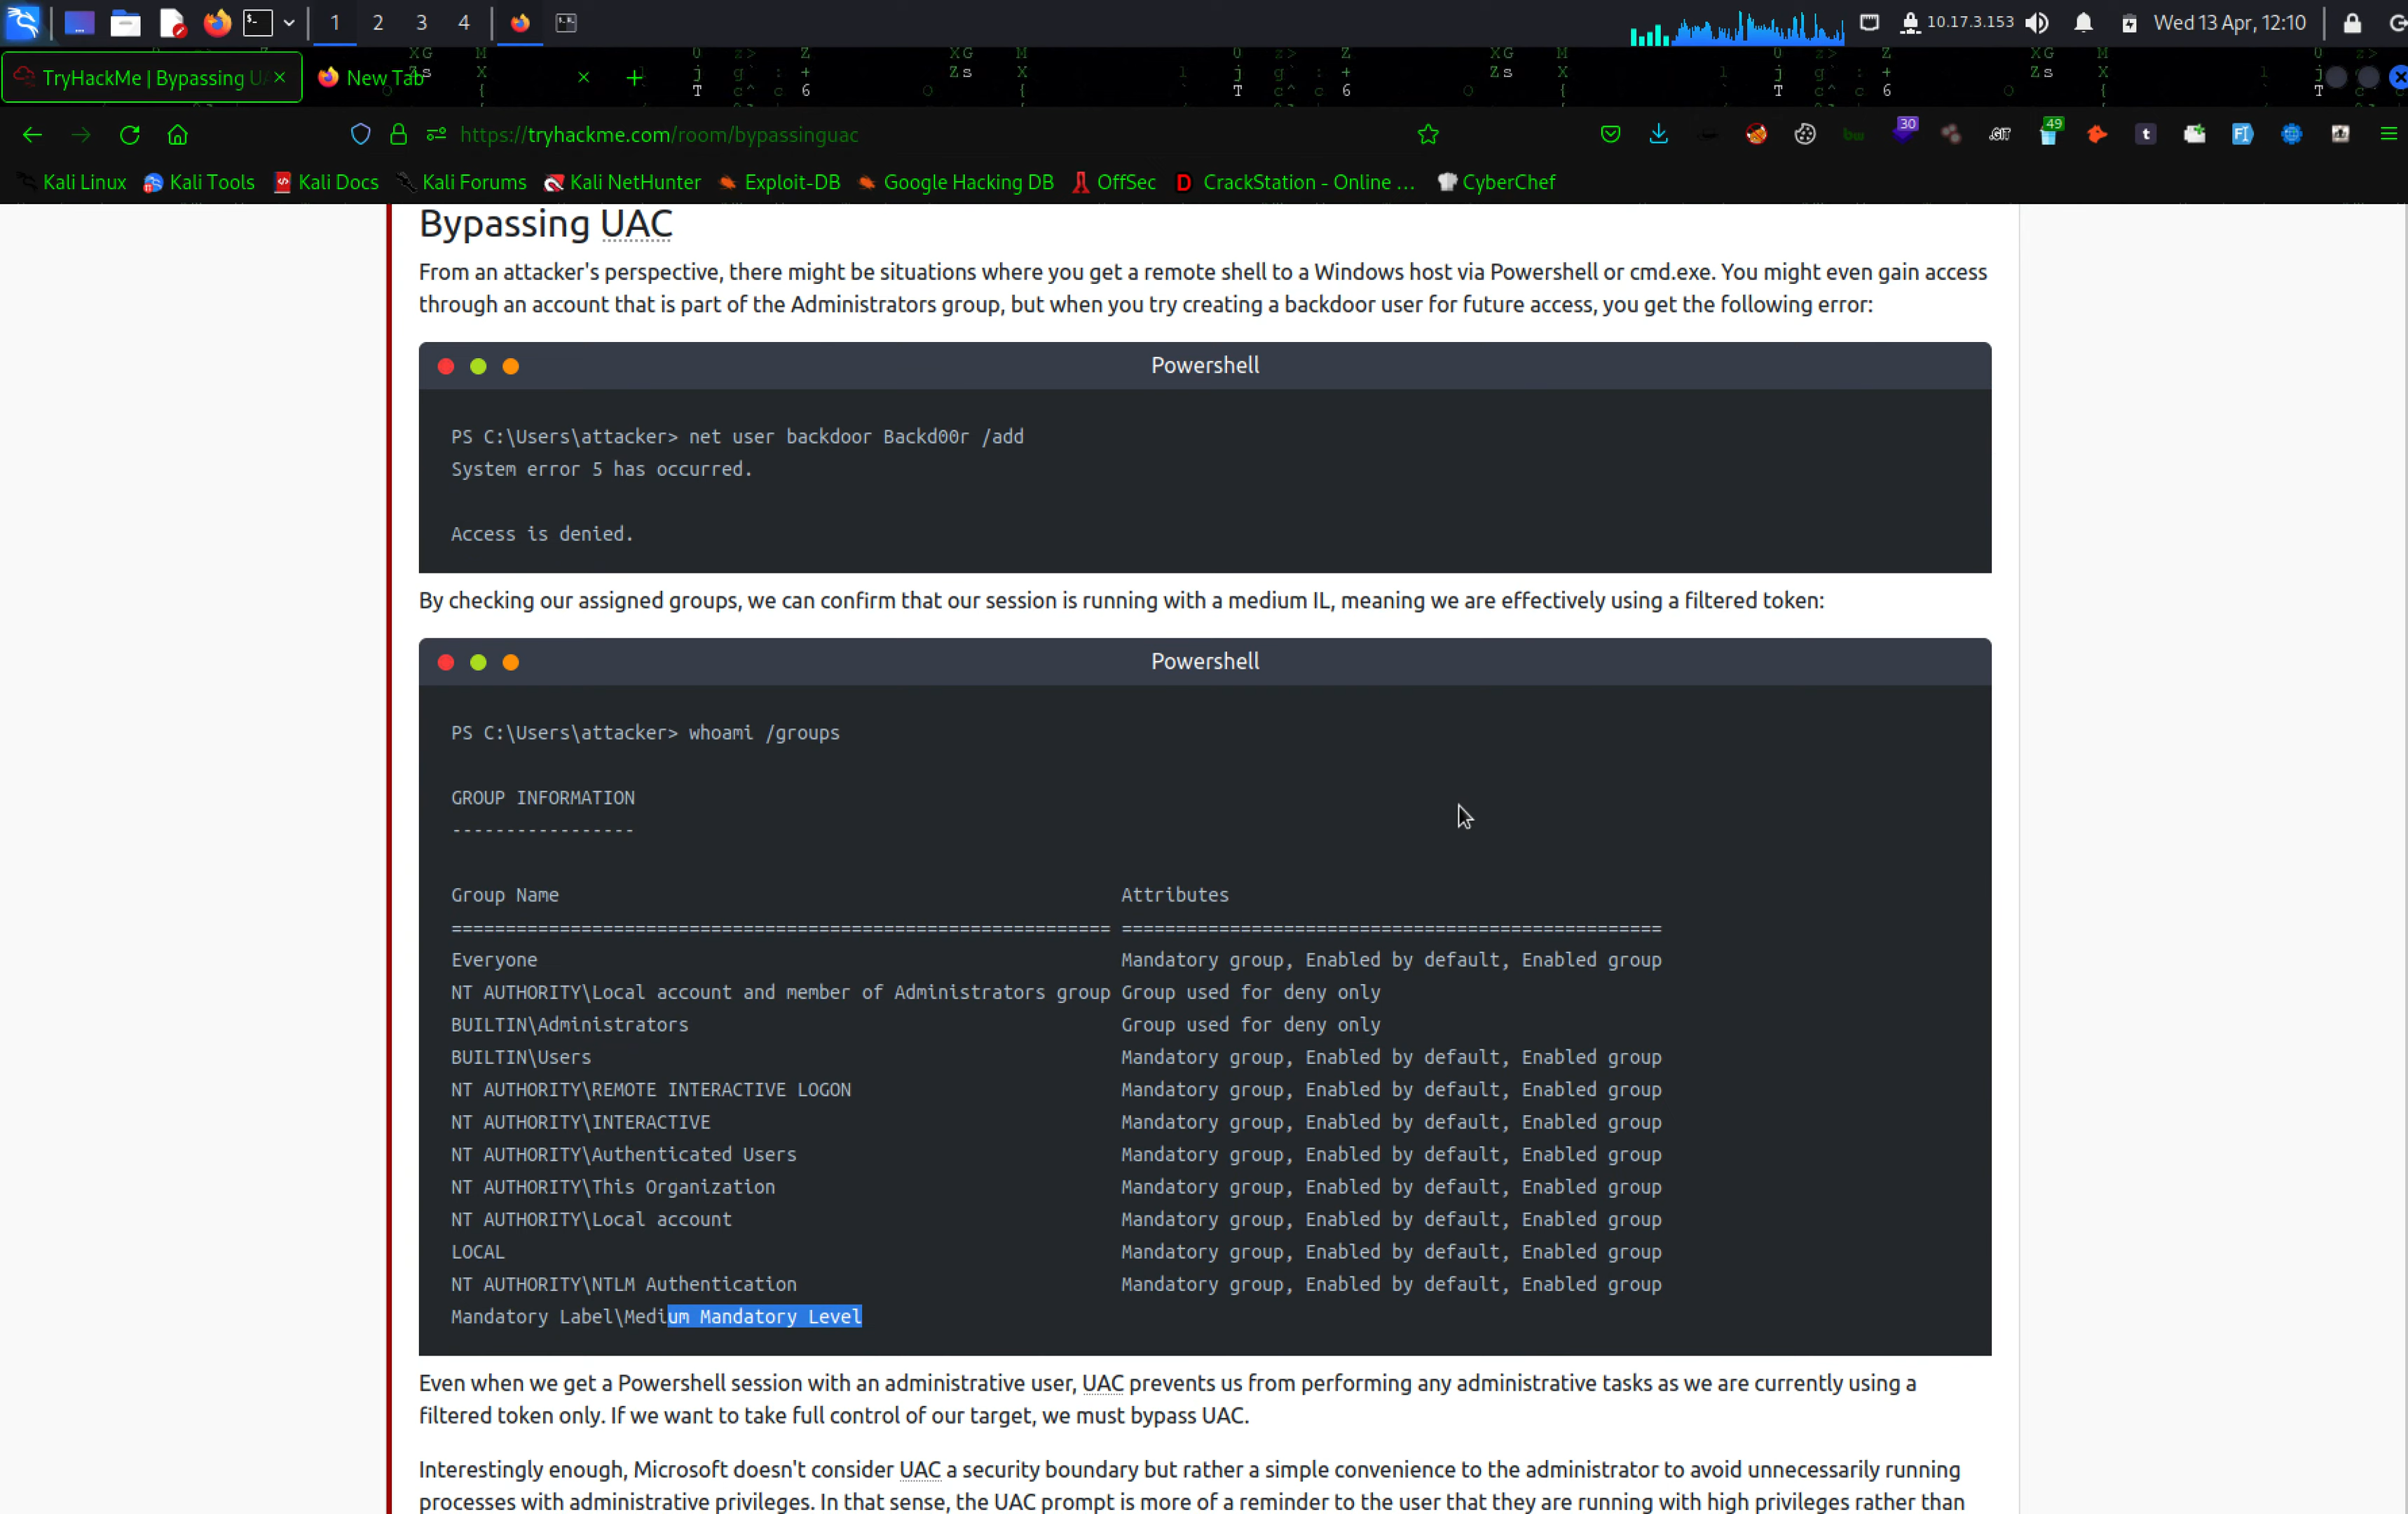 1 2 3 4
10.17.3.153 Wed 13 Apr, 12:10
TryHackMe | Bypassing UA
New Tab
https://tryhackme.com/room/bypassinguac
30
49
Kali Linux Kali Tools Kali Docs Kali Forums Kali NetHunter Exploit-DB Google Hacking DB OffSec CrackStation - Online ... CyberChef
Bypassing UAC
From an attacker's perspective, there might be situations where you get a remote shell to a Windows host via Powershell or cmd.exe. You might even gain access
through an account that is part of the Administrators group, but when you try creating a backdoor user for future access, you get the following error:
Powershell
PS C:\Users\attacker> net user backdoor Backd00r /add
System error 5 has occurred.
Access is denied.
By checking our assigned groups, we can confirm that our session is running with a medium IL, meaning we are effectively using a filtered token:
Powershell
PS C:\Users\attacker> whoami /groups
GROUP INFORMATION
-----------------
Group Name Attributes
============================================================= ==================================================
Everyone Mandatory group, Enabled by default, Enabled group
NT AUTHORITY\Local account and member of Administrators group Group used for deny only
BUILTIN\Administrators Group used for deny only
BUILTIN\Users Mandatory group, Enabled by default, Enabled group
NT AUTHORITY\REMOTE INTERACTIVE LOGON Mandatory group, Enabled by default, Enabled group
NT AUTHORITY\INTERACTIVE Mandatory group, Enabled by default, Enabled group
NT AUTHORITY\Authenticated Users Mandatory group, Enabled by default, Enabled group
NT AUTHORITY\This Organization Mandatory group, Enabled by default, Enabled group
NT AUTHORITY\Local account Mandatory group, Enabled by default, Enabled group
LOCAL Mandatory group, Enabled by default, Enabled group
NT AUTHORITY\NTLM Authentication Mandatory group, Enabled by default, Enabled group
Mandatory Label\Medium Mandatory Level
Even when we get a Powershell session with an administrative user, UAC prevents us from performing any administrative tasks as we are currently using a
filtered token only. If we want to take full control of our target, we must bypass UAC.
Interestingly enough, Microsoft doesn't consider UAC a security boundary but rather a simple convenience to the administrator to avoid unnecessarily running
processes with administrative privileges. In that sense, the UAC prompt is more of a reminder to the user that they are running with high privileges rather than